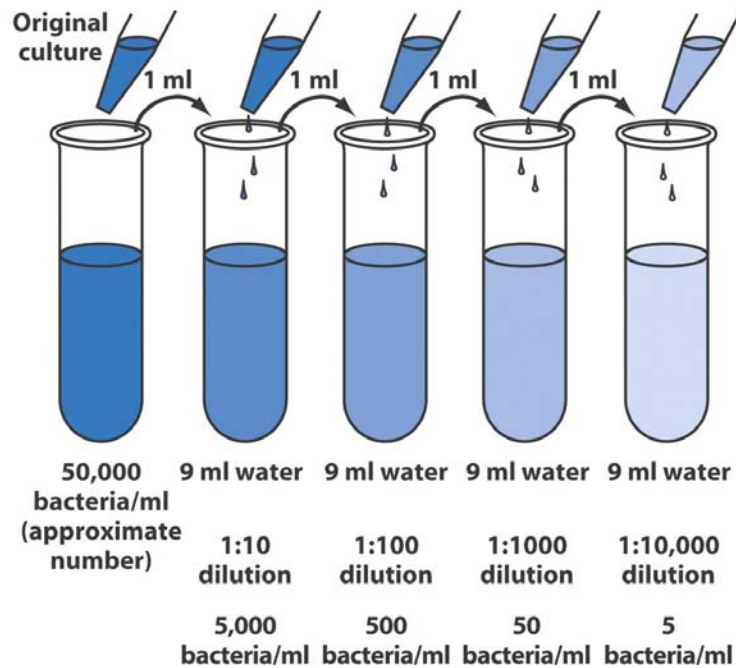 Original
culture
1 ml
1 ml
1 ml
1 ml
50,000
bacteria/ml
(approximate
number)
9 ml water
1:10
dilution
5,000
bacteria/ml
9 ml water
1:100
dilution
500
bacteria/ml
9 ml water
1:1000
dilution
50
bacteria/ml
9 ml water
1:10,000
dilution
5
bacteria/ml